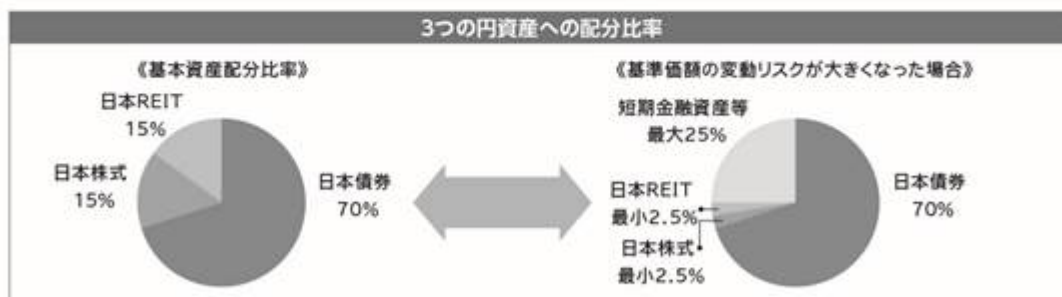 3つの円資産への配分比率
《基本資産配分比率》
日本REIT
15%
日本株式
15%
日本債券
70%
《基準価額の変動リスクが大きくなった場合》
短期金融資産等
最大25%
日本REIT
最小2.5%
日本株式
最小2.5%
日本債券
70%